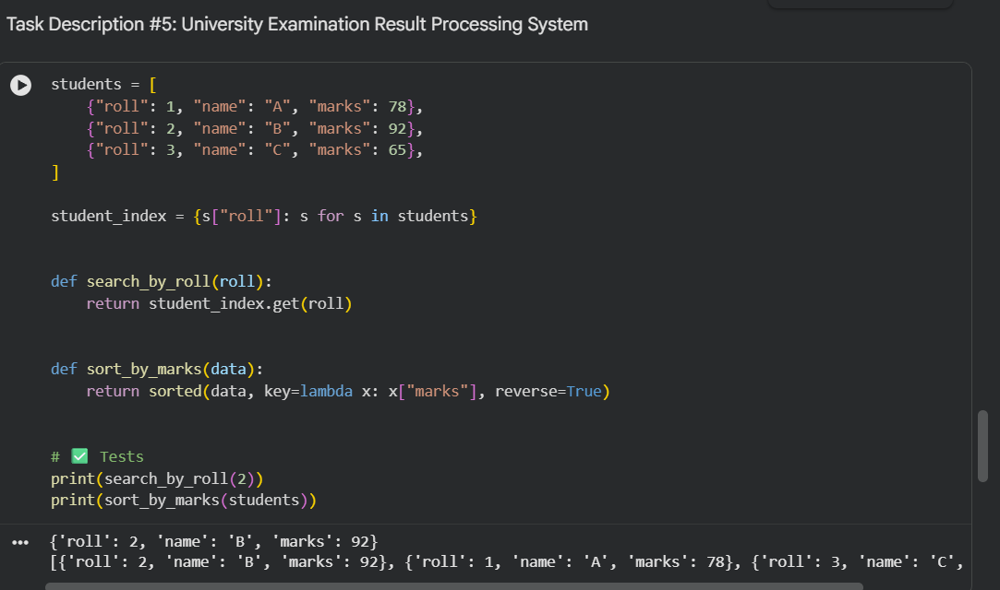 Task Description #5: University Examination Result Processing System
students = [
    {"roll": 1, "name": "A", "marks": 78},
    {"roll": 2, "name": "B", "marks": 92},
    {"roll": 3, "name": "C", "marks": 65},
]
student_index = {s["roll"]: s for s in students}
def search_by_roll(roll):
    return student_index.get(roll)
def sort_by_marks(data):
    return sorted(data, key=lambda x: x["marks"], reverse=True)
# ✅ Tests
print(search_by_roll(2))
print(sort_by_marks(students))
{'roll': 2, 'name': 'B', 'marks': 92}
[{'roll': 2, 'name': 'B', 'marks': 92}, {'roll': 1, 'name': 'A', 'marks': 78}, {'roll': 3, 'name': 'C',